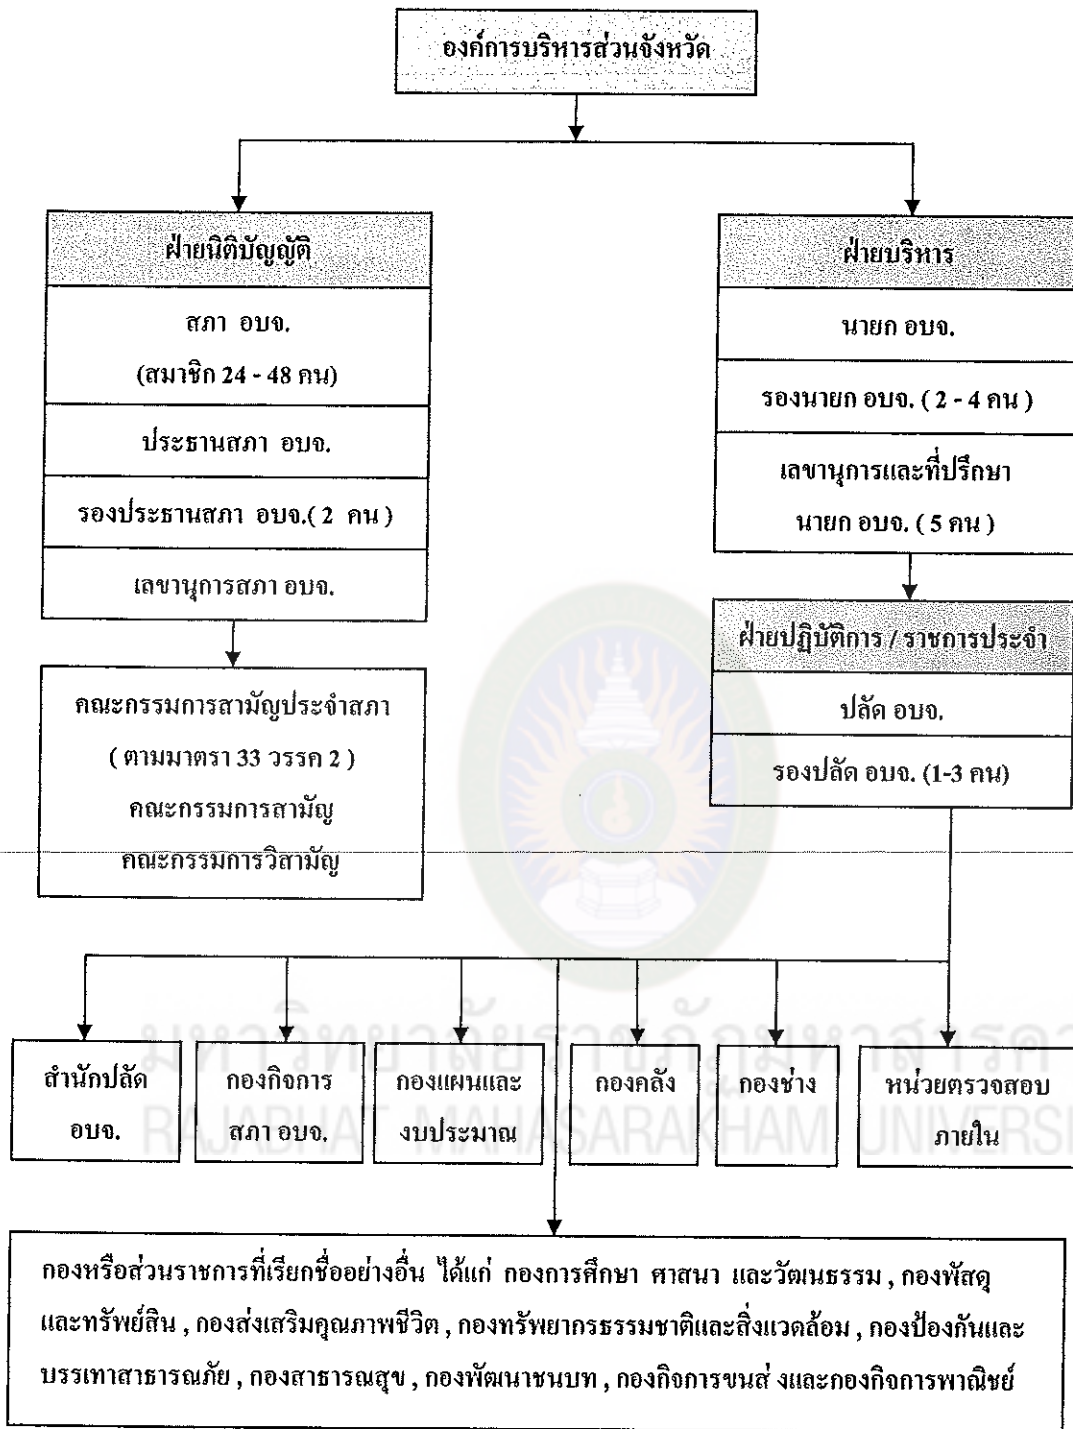 องค์การบริหารส่วนจังหวัด
ฝ่ายนิติบัญญัติ
สภา อบจ.
(สมาชิก 24 - 48 คน)
ประธานสภา อบจ.
รองประธานสภา อบจ.( 2 คน )
เลขานุการสภา อบจ.
คณะกรรมการสามัญประจำสภา
( ตามมาตรา 33 วรรค 2 )
คณะกรรมการสามัญ
คณะกรรมการวิสามัญ
ฝ่ายบริหาร
นายก อบจ.
รองนายก อบจ. ( 2 - 4 คน )
เลขานุการและที่ปรึกษา
นายก อบจ. ( 5 คน )
ฝ่ายปฏิบัติการ / ราชการประจำ
ปลัด อบจ.
รองปลัด อบจ. (1-3 คน)
สำนักปลัด
อบจ.
กองกิจการ
สภา อบจ.
กองแผนและ
งบประมาณ
กองคลัง
กองช่าง
หน่วยตรวจสอบ
ภายใน
RAJABHAT MAHASARAKHAM UNIVERSI
กองหรือส่วนราชการที่เรียกชื่ออย่างอื่น ได้แก่ กองการศึกษา ศาสนา และวัฒนธรรม , กองพัสดุ
และทรัพย์สิน , กองส่งเสริมคุณภาพชีวิต , กองทรัพยากรธรรมชาติและสิ่งแวดล้อม , กองป้องกันและ
บรรเทาสาธารณภัย , กองสาธารณสุข , กองพัฒนาชนบท , กองกิจการขนส่งและกองกิจการพาณิชย์